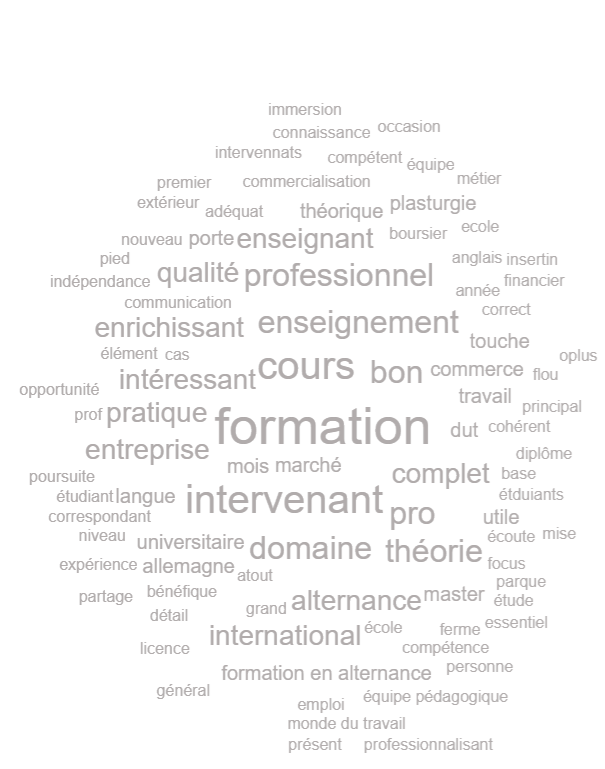 immersion
connaissance occasion
intervennats compétent équipe
premier commercialisation métier
extérieur adéquat théorique plasturgie
nouveau porte enseignant boursier ecole
pied qualité professionnel anglais insertin
indépendance année financier
communication correct
enrichissant enseignement touche
élément cas cours bon commerce oplus
opportunité intéressant travail flou
prof pratique formation dut cohérent principal
entreprise mois marché diplôme
poursuite complet base
étudiant langue intervenant étduiants
correspondant pro utile
niveau universitaire domaine théorie écoute mise
expérience allemagne atout focus
partage bénéfique alternance master parque
détail grand étude
licence international école ferme essentiel
compétence
formation en alternance personne
général équipe pédagogique
emploi
monde du travail
présent professionnalisant